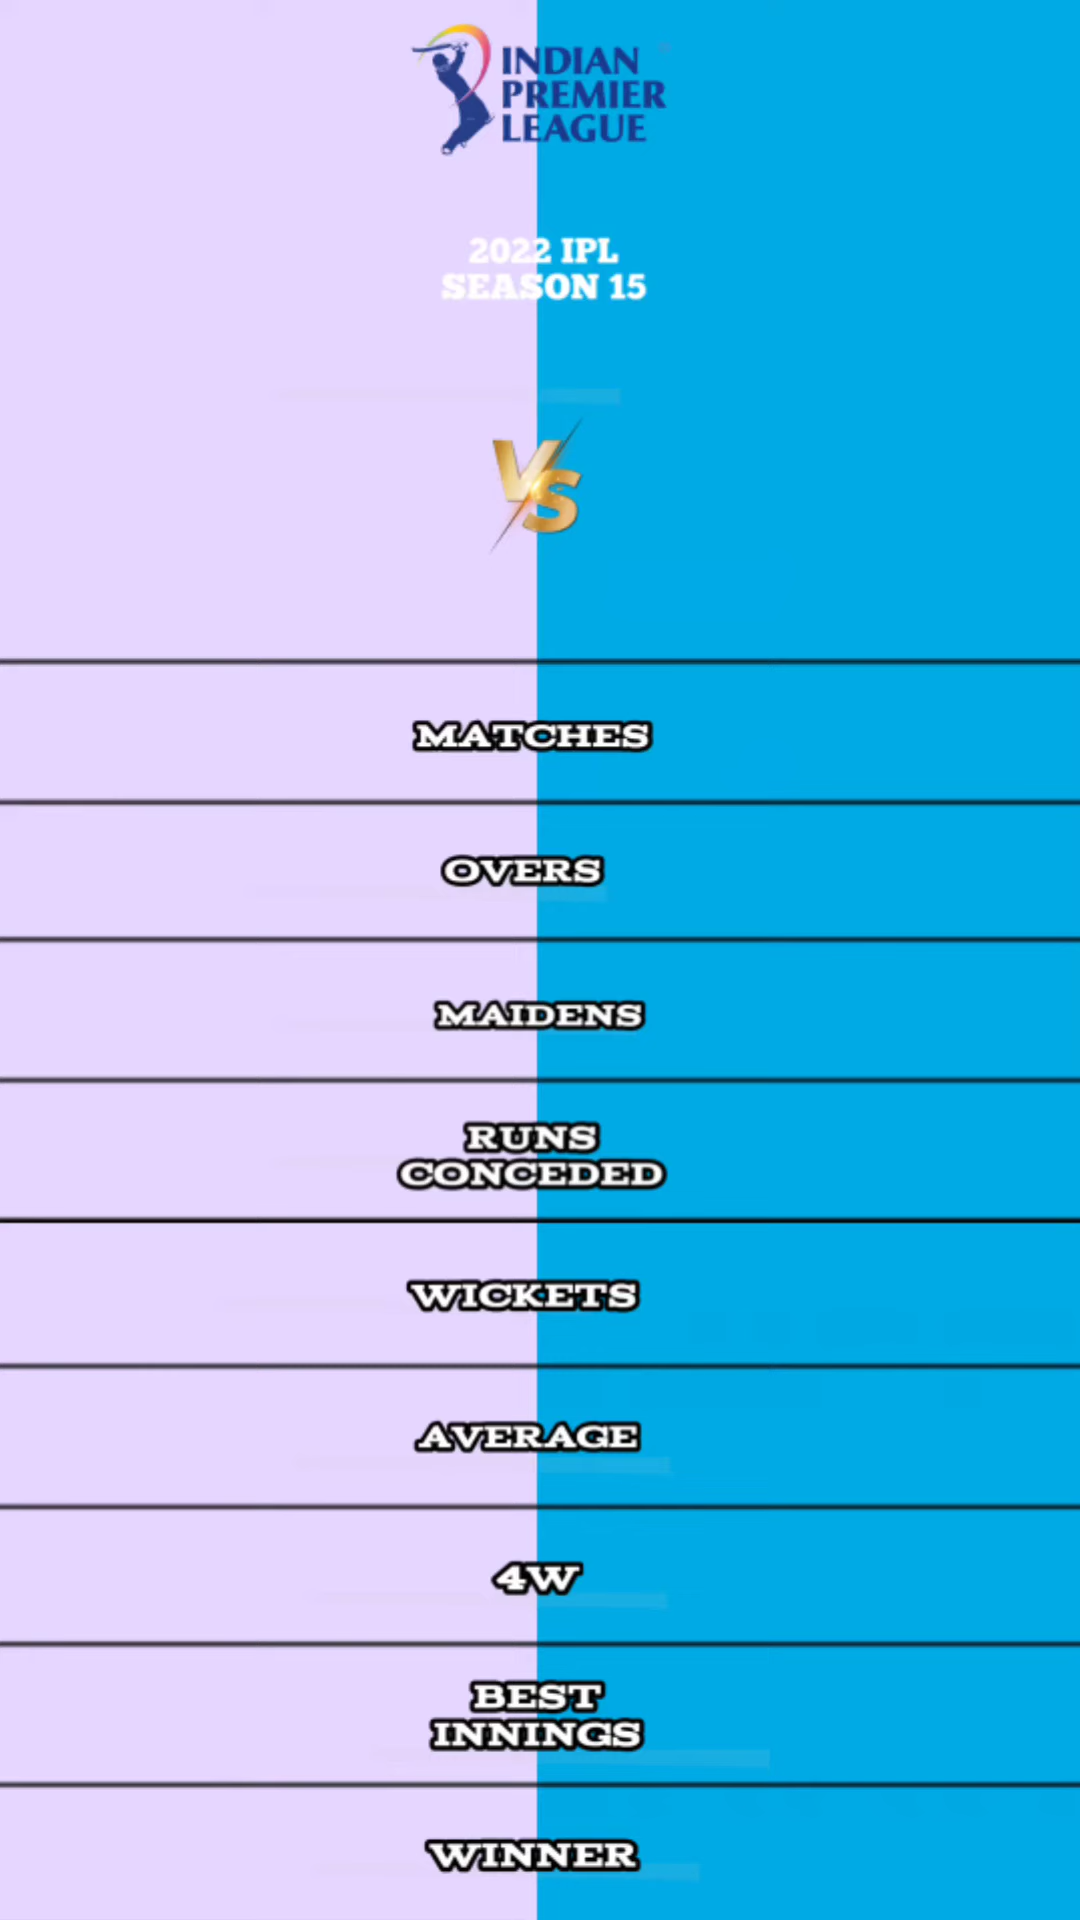 INDIAN
PREMIER
LEAGUE
2022 IPL
SEASON 15
VS
MATCHES
OVERS
MAIDENS
RUNS
CONCEDED
WICKETS
AVERAGE
4W
BEST
INNINGS
WINNER